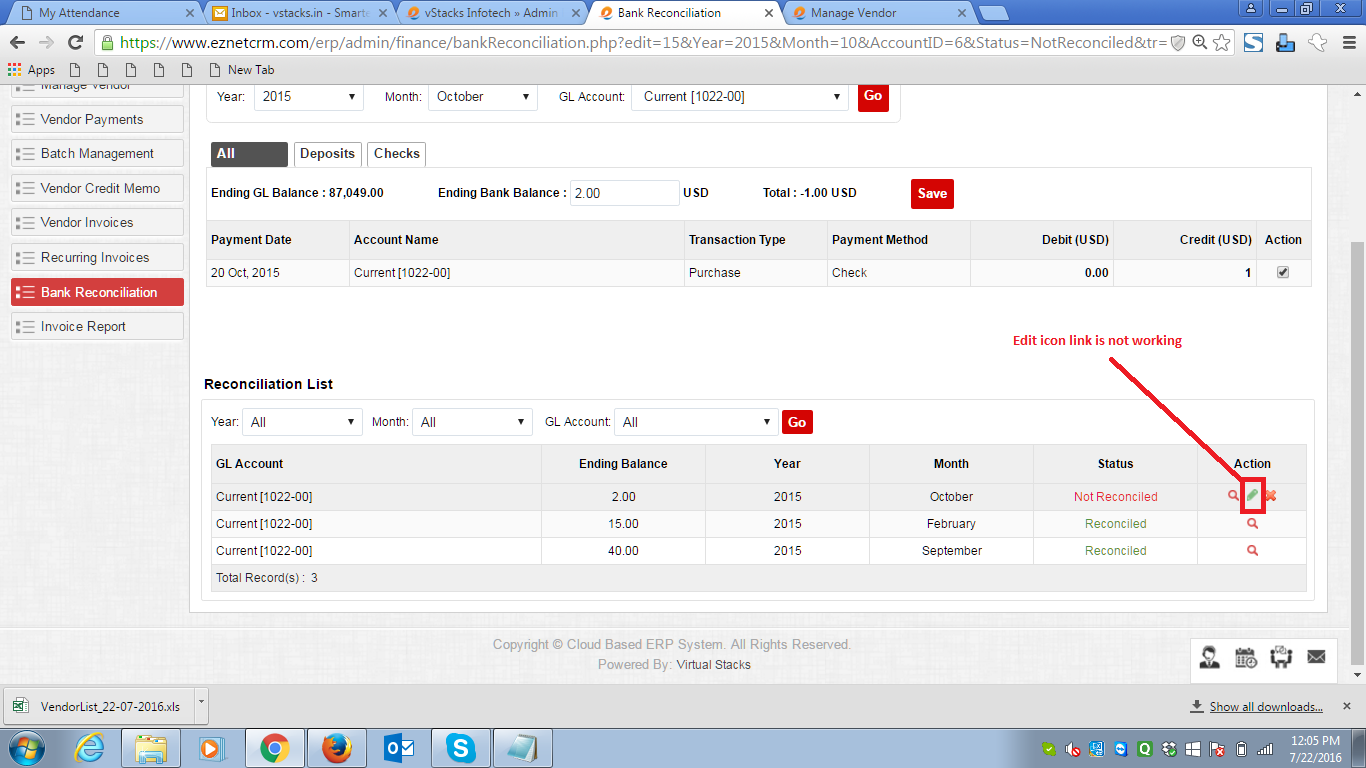 My Attendance
Inbox - vstacks.in - Smarte
vStacks Infotech » Admin
Bank Reconciliation
Manage Vendor
https://www.eznetcrm.com/erp/admin/finance/bankReconciliation.php?edit=15&Year=2015&Month=10&AccountID=6&Status=NotReconciled&tr=
Apps
New Tab
Manage Vendor
Vendor Payments
Batch Management
Vendor Credit Memo
Vendor Invoices
Recurring Invoices
Bank Reconciliation
Invoice Report
Year: 2015 Month: October GL Account: Current [1022-00] Go
All Deposits Checks
Ending GL Balance : 87,049.00 Ending Bank Balance : 2.00 USD Total : -1.00 USD Save
Payment Date Account Name Transaction Type Payment Method Debit (USD) Credit (USD) Action
20 Oct, 2015 Current [1022-00] Purchase Check 0.00 1
Edit icon link is not working
Reconciliation List
Year: All Month: All GL Account: All Go
GL Account Ending Balance Year Month Status Action
Current [1022-00] 2.00 2015 October Not Reconciled
Current [1022-00] 15.00 2015 February Reconciled
Current [1022-00] 40.00 2015 September Reconciled
Total Record(s) : 3
Copyright © Cloud Based ERP System. All Rights Reserved.
Powered By: Virtual Stacks
VendorList_22-07-2016.xls
Show all downloads...
12:05 PM
7/22/2016